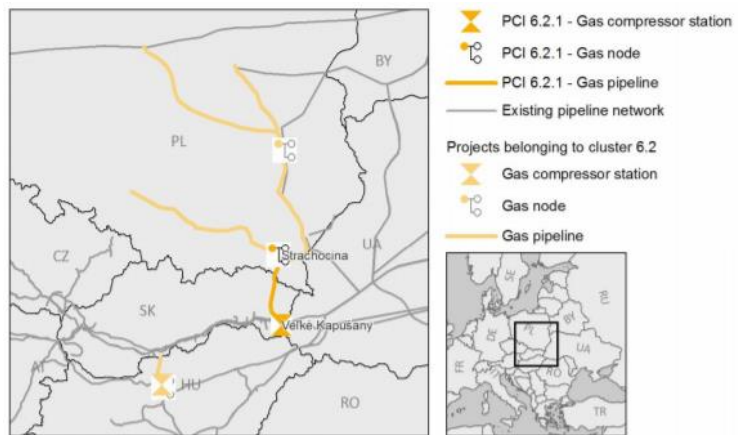 BY
PL
CZ
Strachocina
UA
SK
Veľké Kapušany
HU
RO
PCI 6.2.1 - Gas compressor station
PCI 6.2.1 - Gas node
PCI 6.2.1 - Gas pipeline
Existing pipeline network
Projects belonging to cluster 6.2
Gas compressor station
Gas node
Gas pipeline
SE
RU
BY
PL
DE
UA
FR
RO
TR